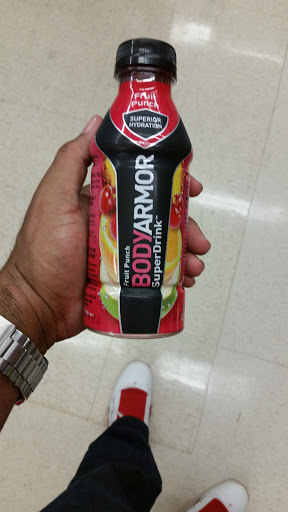 Fruit
Punch
SUPERIOR
HYDRATION
Fruit Punch
BODYARMOR
SuperDrink™